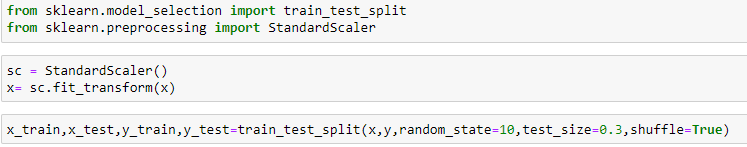 from sklearn.model_selection import train_test_split
from sklearn.preprocessing import StandardScaler
sc = StandardScaler()
x= sc.fit_transform(x)
x_train,x_test,y_train,y_test=train_test_split(x,y,random_state=10,test_size=0.3,shuffle=True)